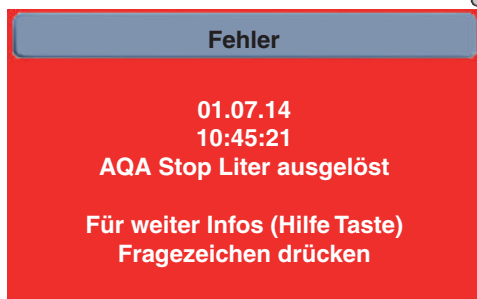 Fehler
01.07.14
10:45:21
AQA Stop Liter ausgelöst
Für weiter Infos (Hilfe Taste)
Fragezeichen drücken